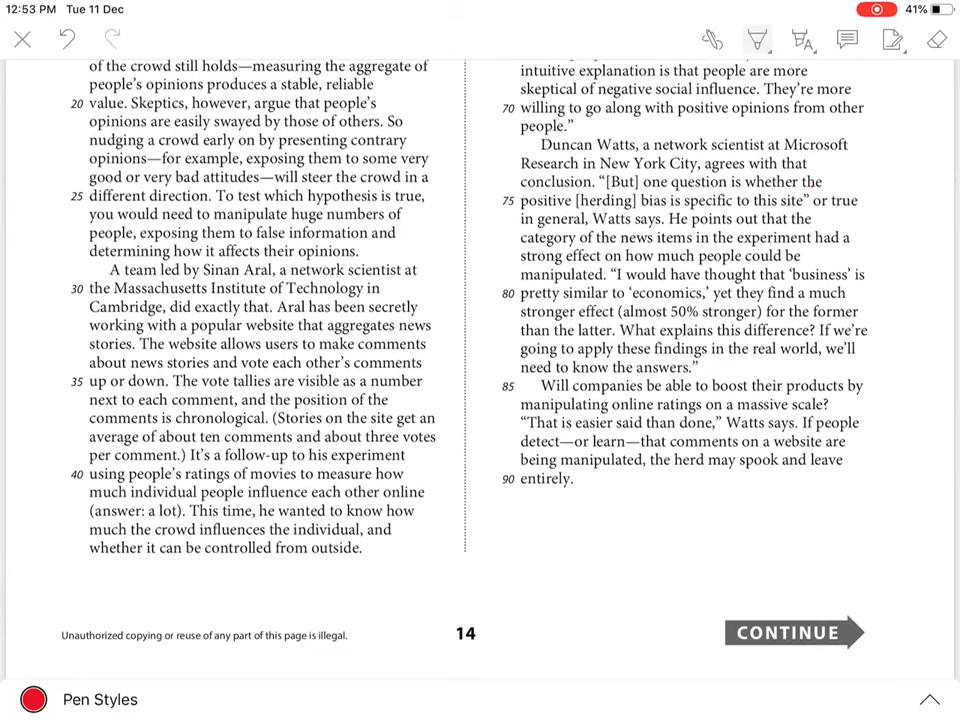 12:53 PM Tue 11 Dec
41%
of the crowd still holds—measuring the aggregate of
people's opinions produces a stable, reliable
20 value. Skeptics, however, argue that people's
opinions are easily swayed by those of others. So
nudging a crowd early on by presenting contrary
opinions—for example, exposing them to some very
good or very bad attitudes—will steer the crowd in a
25 different direction. To test which hypothesis is true,
you would need to manipulate huge numbers of
people, exposing them to false information and
determining how it affects their opinions.
A team led by Sinan Aral, a network scientist at
30 the Massachusetts Institute of Technology in
Cambridge, did exactly that. Aral has been secretly
working with a popular website that aggregates news
stories. The website allows users to make comments
about news stories and vote each other's comments
35 up or down. The vote tallies are visible as a number
next to each comment, and the position of the
comments is chronological. (Stories on the site get an
average of about ten comments and about three votes
per comment.) It's a follow-up to his experiment
40 using people's ratings of movies to measure how
much individual people influence each other online
(answer: a lot). This time, he wanted to know how
much the crowd influences the individual, and
whether it can be controlled from outside.
intuitive explanation is that people are more
skeptical of negative social influence. They're more
70 willing to go along with positive opinions from other
people."
Duncan Watts, a network scientist at Microsoft
Research in New York City, agrees with that
conclusion. "[But] one question is whether the
75 positive [herding] bias is specific to this site" or true
in general, Watts says. He points out that the
category of the news items in the experiment had a
strong effect on how much people could be
manipulated. "I would have thought that 'business' is
80 pretty similar to 'economics,' yet they find a much
stronger effect (almost 50% stronger) for the former
than the latter. What explains this difference? If we're
going to apply these findings in the real world, we'll
need to know the answers."
85 Will companies be able to boost their products by
manipulating online ratings on a massive scale?
"That is easier said than done," Watts says. If people
detect—or learn—that comments on a website are
being manipulated, the herd may spook and leave
90 entirely.
Unauthorized copying or reuse of any part of this page is illegal.
14
CONTINUE
Pen Styles